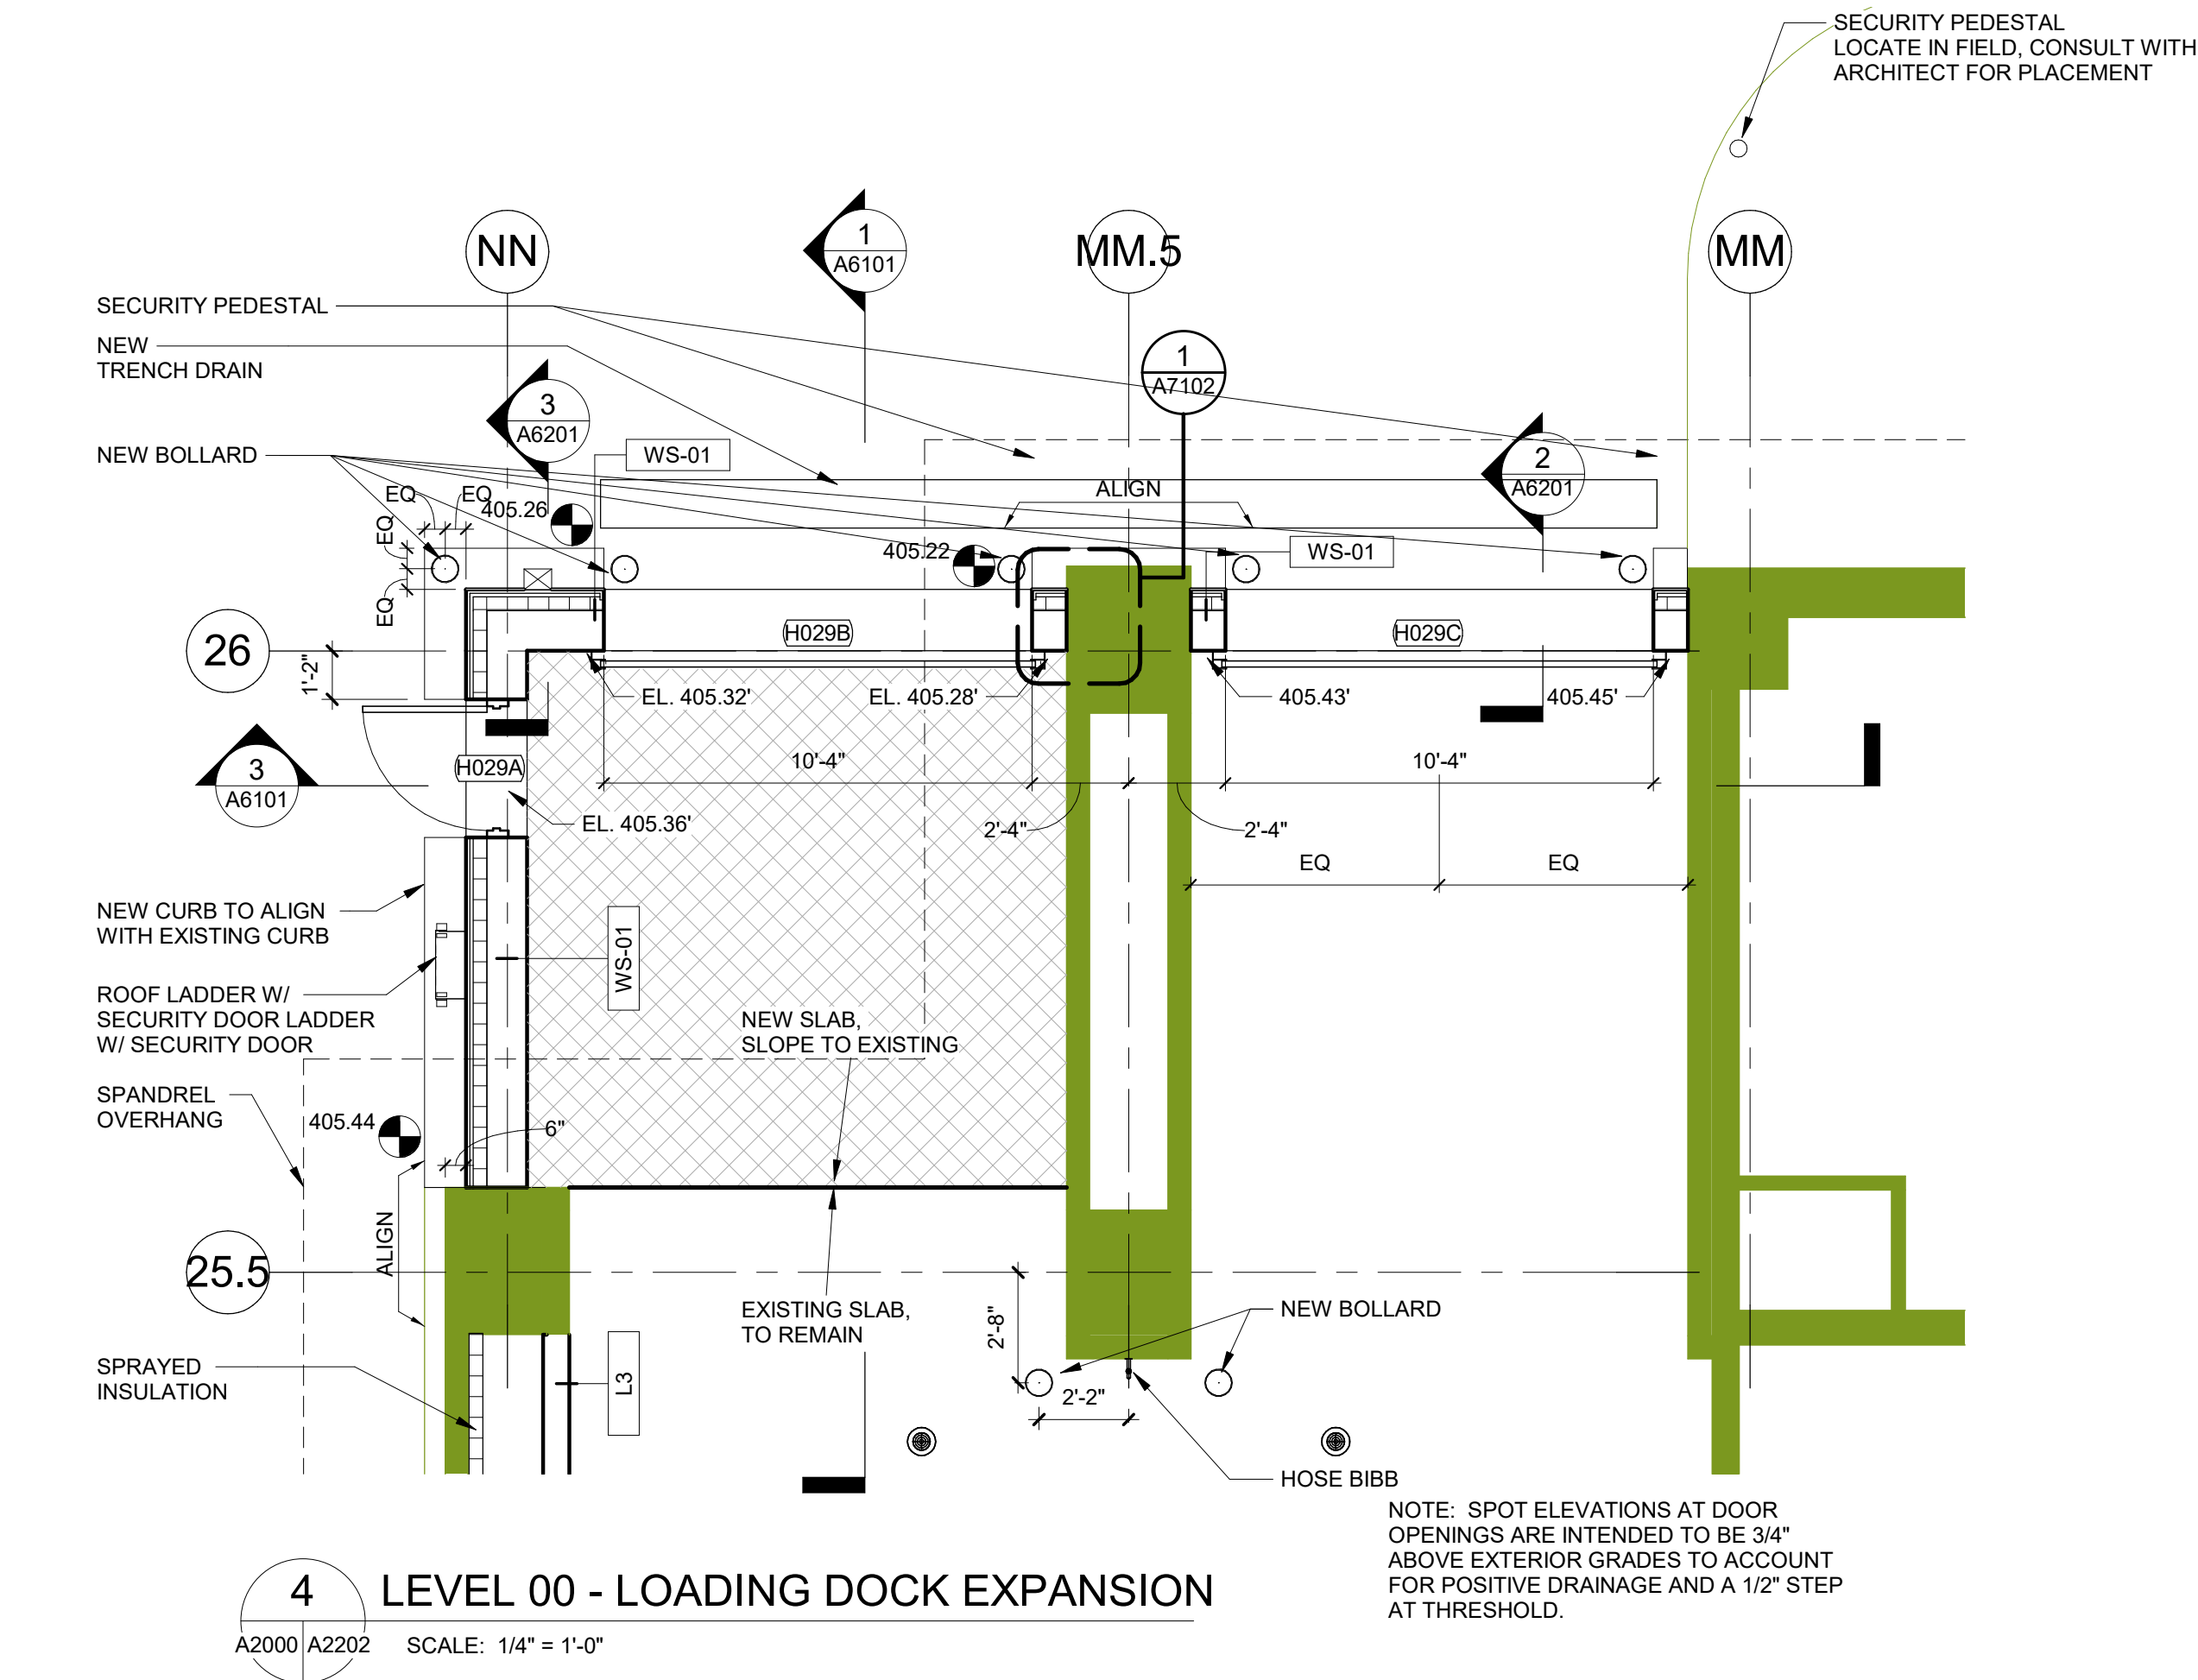 SECURITY PEDESTAL
LOCATE IN FIELD, CONSULT WITH
ARCHITECT FOR PLACEMENT
NN
1
A6101
MM.5
MM
SECURITY PEDESTAL
NEW
TRENCH DRAIN
1
A7102
3
A6201
NEW BOLLARD
WS-01
2
A6201
ALIGN
EQ
EQ
405.26
EQ
405.22
WS-01
EQ
26
H029B
H029C
1'-2"
EL. 405.32'
EL. 405.28'
405.43'
405.45'
H029A
3
A6101
10'-4"
10'-4"
EL. 405.36'
2'-4"
2'-4"
EQ
EQ
NEW CURB TO ALIGN
WITH EXISTING CURB
WS-01
ROOF LADDER W/
SECURITY DOOR LADDER
W/ SECURITY DOOR
NEW SLAB,
SLOPE TO EXISTING
SPANDREL
OVERHANG
405.44
6"
ALIGN
25.5
EXISTING SLAB,
TO REMAIN
2'-8"
NEW BOLLARD
SPRAYED
INSULATION
L3
2'-2"
HOSE BIBB
NOTE:  SPOT ELEVATIONS AT DOOR
OPENINGS ARE INTENDED TO BE 3/4"
ABOVE EXTERIOR GRADES TO ACCOUNT
FOR POSITIVE DRAINAGE AND A 1/2" STEP
AT THRESHOLD.
4
A2000 A2202
LEVEL 00 - LOADING DOCK EXPANSION
SCALE:  1/4" = 1'-0"